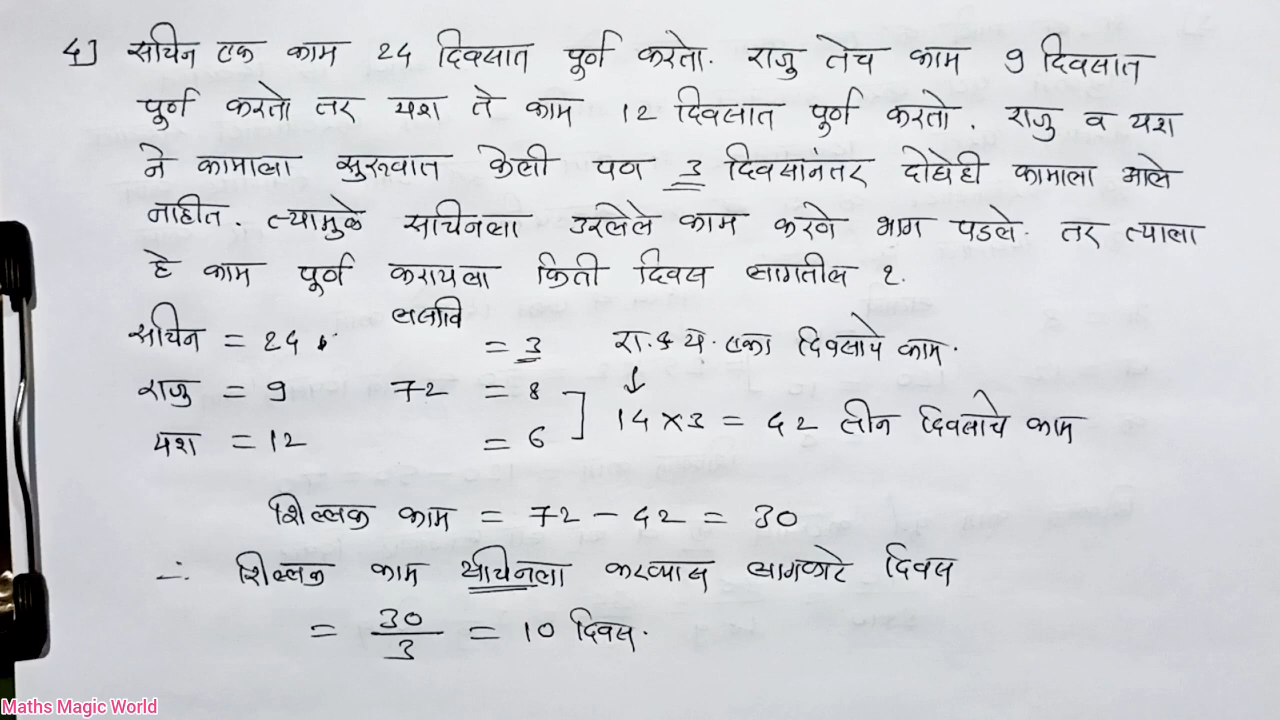 4] सचिन एक काम 24 दिवसात पूर्ण करतो. राजु तेच काम 9 दिवसात
पूर्ण करतो तर यश ते काम 12 दिवसात पूर्ण करतो. राजु व यश
ने कामाला सुरूवात केली पण 3 दिवसांनंतर दोघेही कामाला आले
नाहीत. त्यामुळे सचिनला उरलेले काम करणे भाग पडले. तर त्याला
हे काम पूर्ण करायला किती दिवस लागतील ?.
लसावि
सचिन = 24 = 3 रा. & य. एका दिवसाचे काम.
राजु = 9 72 = 8 ↓
यश = 12 = 6 ] 14 × 3 = 42 तीन दिवसाचे काम
शिल्लक काम = 72 - 42 = 30
∴ शिल्लक काम सचिनला करण्यास लागणारे दिवस
= 30/3 = 10 दिवस.
Maths Magic World